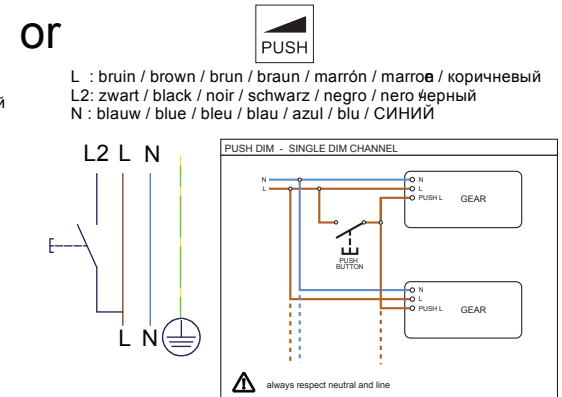 or
PUSH
L : bruin / brown / brun / braun / marrón / marron / коричневый
й
L2: zwart / black / noir / schwarz / negro / nero / черный
N : blauw / blue / bleu / blau / azul / blu / СИНИЙ
L2 L N
L N
PUSH DIM - SINGLE DIM CHANNEL
N
L
PUSH
BUTTON
N
L
PUSH L
GEAR
N
L
PUSH L
GEAR
always respect neutral and line